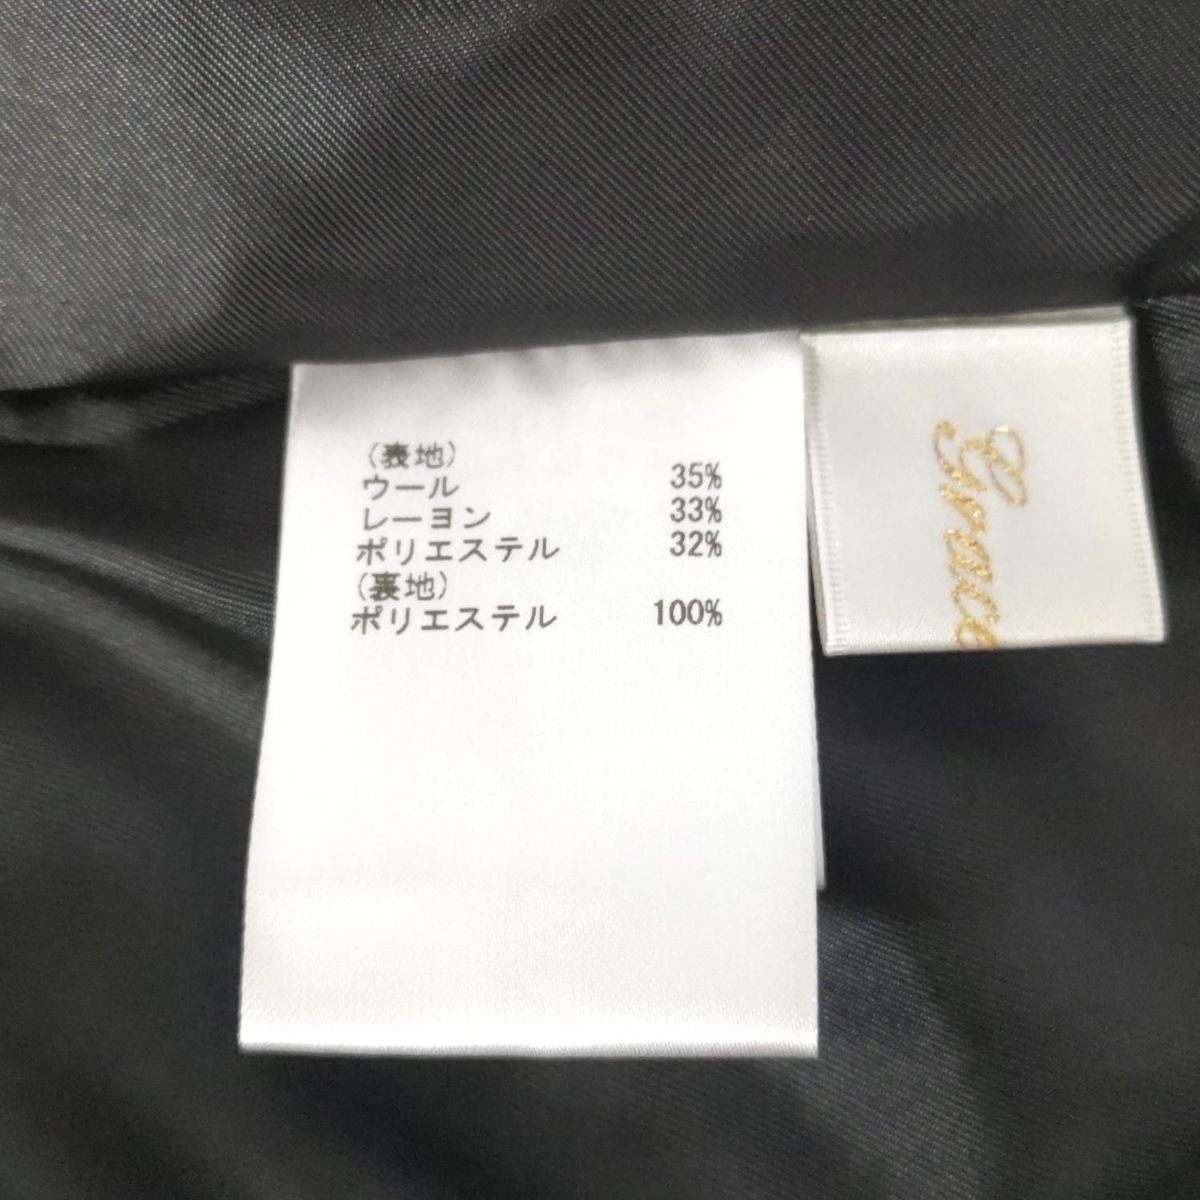 (表地)
ウール 35%
レーヨン 33%
ポリエステル 32%
(裏地)
ポリエステル 100%
Grace